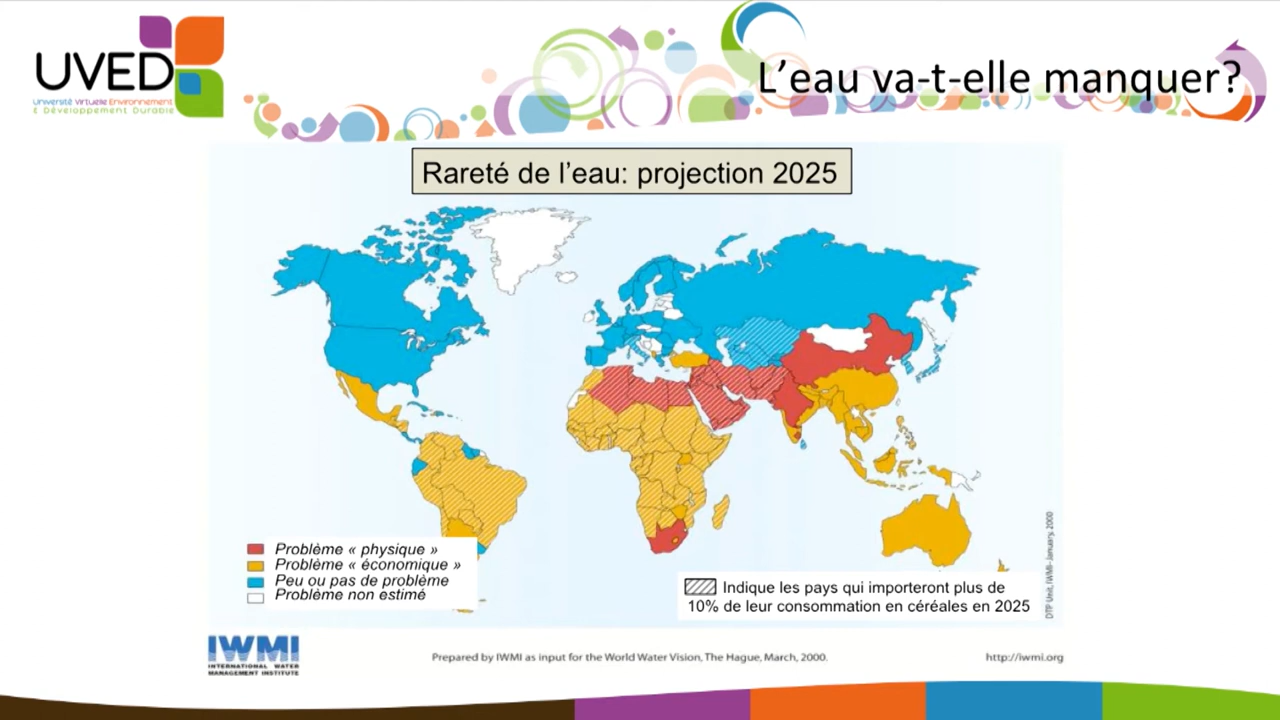 UVED
Université Virtuelle Environnement
& Développement Durable
L’eau va-t-elle manquer?
Rareté de l’eau: projection 2025
Problème « physique »
Problème « économique »
Peu ou pas de problème
Problème non estimé
Indique les pays qui importeront plus de
10% de leur consommation en céréales en 2025
DTP Unit, IWMI-January, 2000
IWMI
INTERNATIONAL WATER
MANAGEMENT INSTITUTE
Prepared by IWMI as input for the World Water Vision, The Hague, March, 2000.
http://iwmi.org